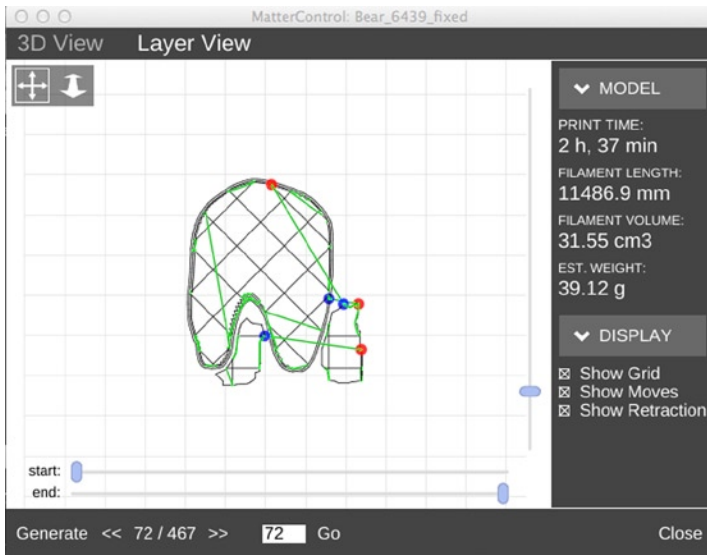 MatterControl: Bear_6439_fixed
3D View Layer View
MODEL
PRINT TIME:
2 h, 37 min
FILAMENT LENGTH:
11486.9 mm
FILAMENT VOLUME:
31.55 cm3
EST. WEIGHT:
39.12 g
DISPLAY
Show Grid
Show Moves
Show Retraction
start:
end:
Generate << 72 / 467 >> 72 Go Close